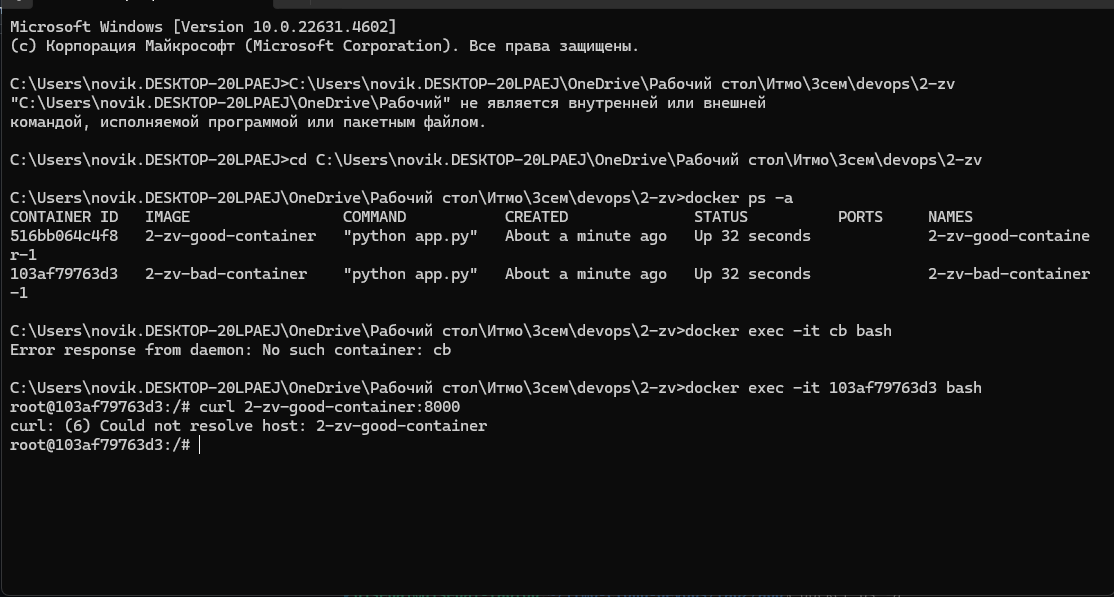 Microsoft Windows [Version 10.0.22631.4602]
(c) Корпорация Майкрософт (Microsoft Corporation). Все права защищены.
C:\Users\novik.DESKTOP-20LPAEJ>C:\Users\novik.DESKTOP-20LPAEJ\OneDrive\Рабочий стол\Итмо\3сем\devops\2-zv
"C:\Users\novik.DESKTOP-20LPAEJ\OneDrive\Рабочий" не является внутренней или внешней
командой, исполняемой программой или пакетным файлом.
C:\Users\novik.DESKTOP-20LPAEJ>cd C:\Users\novik.DESKTOP-20LPAEJ\OneDrive\Рабочий стол\Итмо\3сем\devops\2-zv
C:\Users\novik.DESKTOP-20LPAEJ\OneDrive\Рабочий стол\Итмо\3сем\devops\2-zv>docker ps -a
CONTAINER ID   IMAGE                 COMMAND           CREATED              STATUS          PORTS     NAMES
516bb064c4f8   2-zv-good-container   "python app.py"   About a minute ago   Up 32 seconds             2-zv-good-containe
r-1
103af79763d3   2-zv-bad-container    "python app.py"   About a minute ago   Up 32 seconds             2-zv-bad-container
-1
C:\Users\novik.DESKTOP-20LPAEJ\OneDrive\Рабочий стол\Итмо\3сем\devops\2-zv>docker exec -it cb bash
Error response from daemon: No such container: cb
C:\Users\novik.DESKTOP-20LPAEJ\OneDrive\Рабочий стол\Итмо\3сем\devops\2-zv>docker exec -it 103af79763d3 bash
root@103af79763d3:/# curl 2-zv-good-container:8000
curl: (6) Could not resolve host: 2-zv-good-container
root@103af79763d3:/#